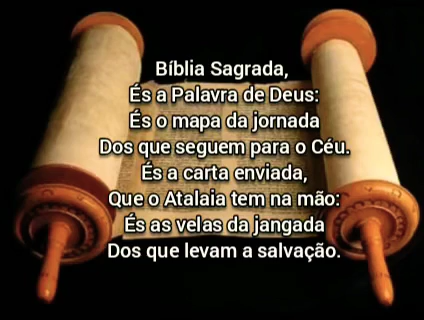 Bíblia Sagrada,
És a Palavra de Deus:
És o mapa da jornada
Dos que seguem para o Céu.
És a carta enviada,
Que o Atalaia tem na mão:
És as velas da jangada
Dos que levam a salvação.